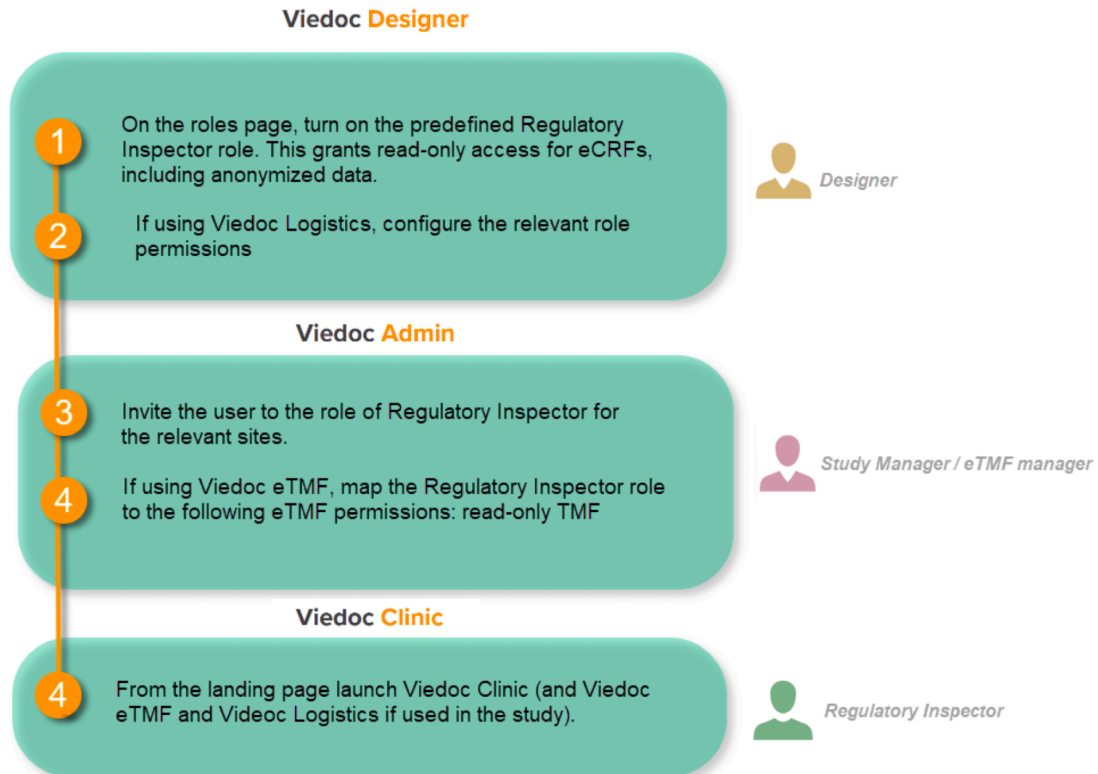 Viedoc Designer
1
On the roles page, turn on the predefined Regulatory
Inspector role. This grants read-only access for eCRFs,
including anonymized data.
Designer
2
If using Viedoc Logistics, configure the relevant role
permissions
Viedoc Admin
3
Invite the user to the role of Regulatory Inspector for
the relevant sites.
Study Manager / eTMF manager
4
If using Viedoc eTMF, map the Regulatory Inspector role
to the following eTMF permissions: read-only TMF
Viedoc Clinic
4
From the landing page launch Viedoc Clinic (and Viedoc
eTMF and Videoc Logistics if used in the study).
Regulatory Inspector